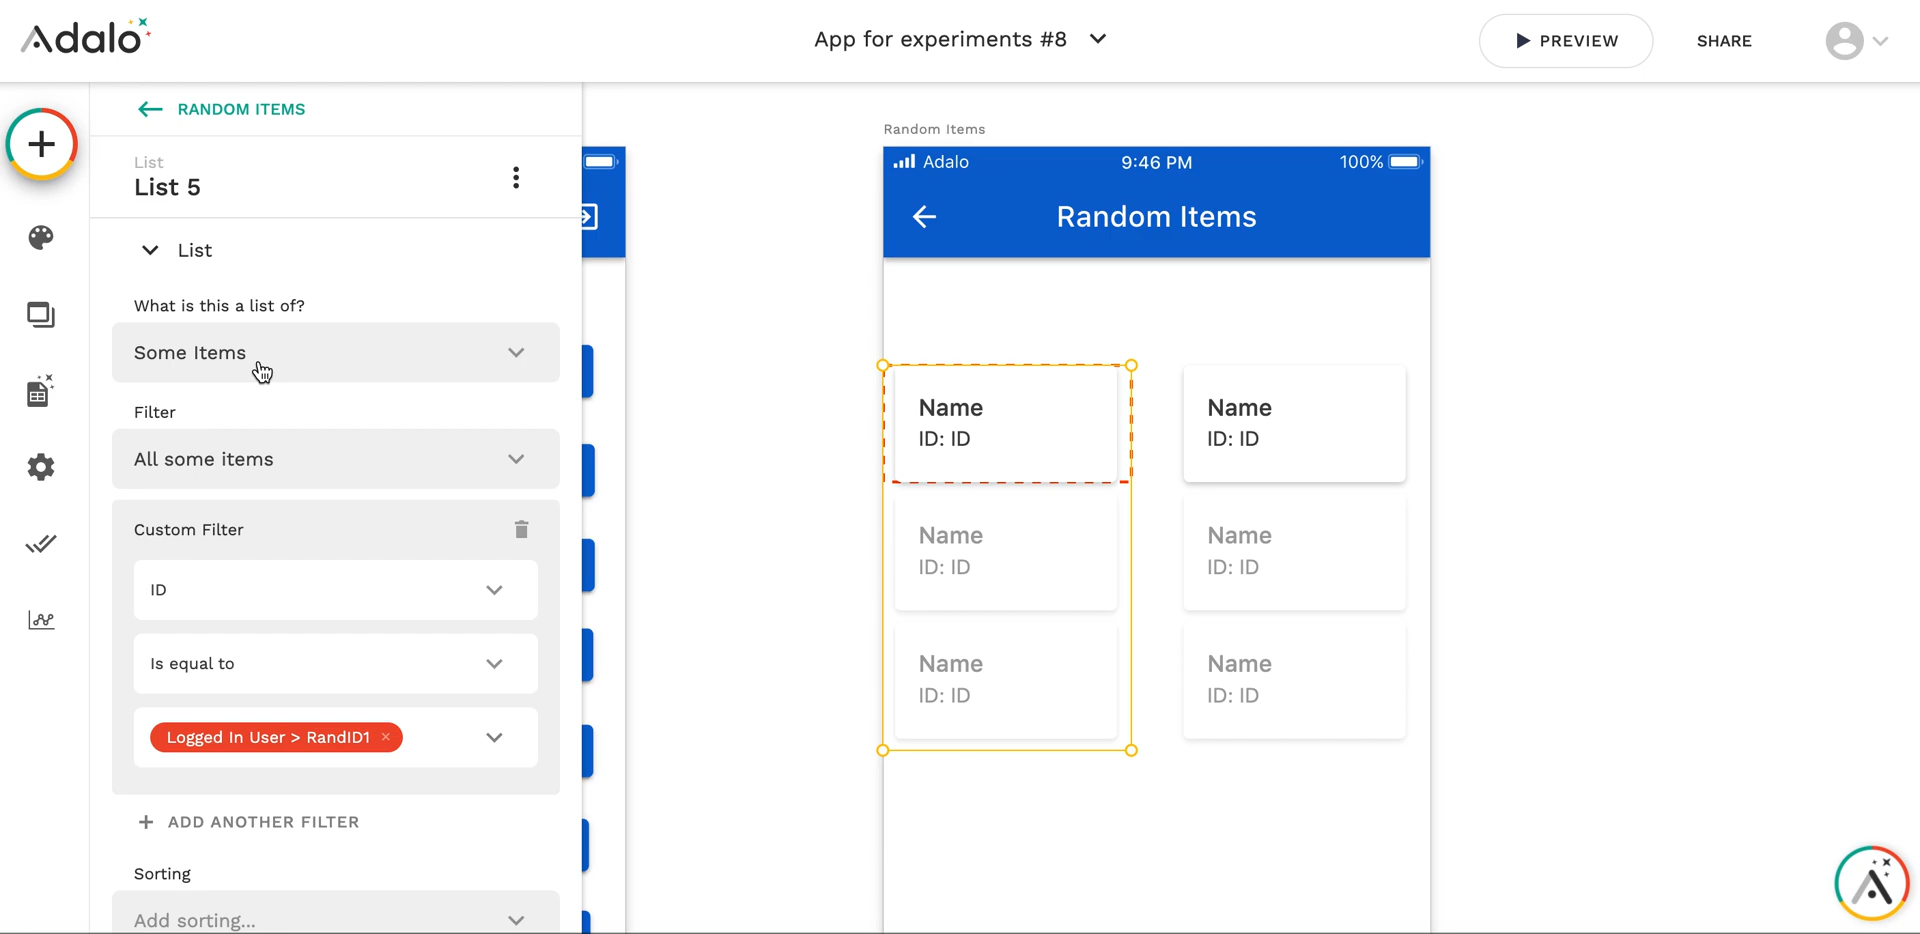 Adalo
App for experiments #8
PREVIEW
SHARE
RANDOM ITEMS
List
List 5
List
What is this a list of?
Some Items
Filter
All some items
Custom Filter
ID
Is equal to
Logged In User > RandID1 ×
+ ADD ANOTHER FILTER
Sorting
Add sorting...
Random Items
Adalo
9:46 PM
100%
Random Items
Name
ID: ID
Name
ID: ID
Name
ID: ID
Name
ID: ID
Name
ID: ID
Name
ID: ID